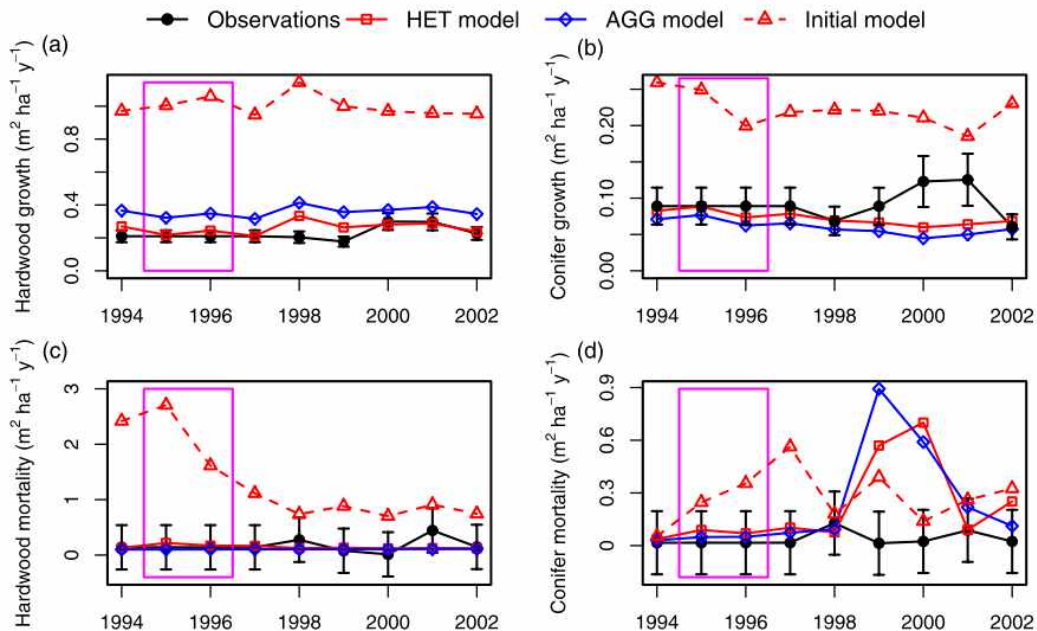 Observations HET model AGG model Initial model
(a)
Hardwood growth (m² ha⁻¹ y⁻¹)
0.0 0.4 0.8
1994 1996 1998 2000 2002
(b)
Conifer growth (m² ha⁻¹ y⁻¹)
0.00 0.10 0.20
1994 1996 1998 2000 2002
(c)
Hardwood mortality (m² ha⁻¹ y⁻¹)
0 1 2 3
1994 1996 1998 2000 2002
(d)
Conifer mortality (m² ha⁻¹ y⁻¹)
0 0.3 0.6 0.9
1994 1996 1998 2000 2002